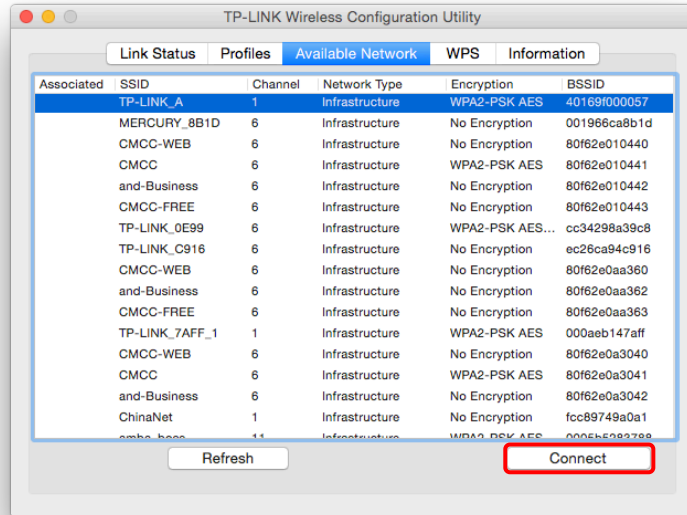 TP-LINK Wireless Configuration Utility
Link Status Profiles Available Network WPS Information
Associated SSID Channel Network Type Encryption BSSID
TP-LINK_A 1 Infrastructure WPA2-PSK AES 40169f000057
MERCURY_8B1D 6 Infrastructure No Encryption 001966ca8b1d
CMCC-WEB 6 Infrastructure No Encryption 80f62e010440
CMCC 6 Infrastructure WPA2-PSK AES 80f62e010441
and-Business 6 Infrastructure No Encryption 80f62e010442
CMCC-FREE 6 Infrastructure No Encryption 80f62e010443
TP-LINK_0E99 6 Infrastructure WPA2-PSK AES... cc34298a39c8
TP-LINK_C916 6 Infrastructure No Encryption ec26ca94c916
CMCC-WEB 6 Infrastructure No Encryption 80f62e0aa360
and-Business 6 Infrastructure No Encryption 80f62e0aa362
CMCC-FREE 6 Infrastructure No Encryption 80f62e0aa363
TP-LINK_7AFF_1 1 Infrastructure WPA2-PSK AES 000aeb147aff
CMCC-WEB 6 Infrastructure No Encryption 80f62e0a3040
CMCC 6 Infrastructure WPA2-PSK AES 80f62e0a3041
and-Business 6 Infrastructure No Encryption 80f62e0a3042
ChinaNet 1 Infrastructure No Encryption fcc89749a0a1
11 Infrastructure WPA2-PSK AES
Refresh Connect